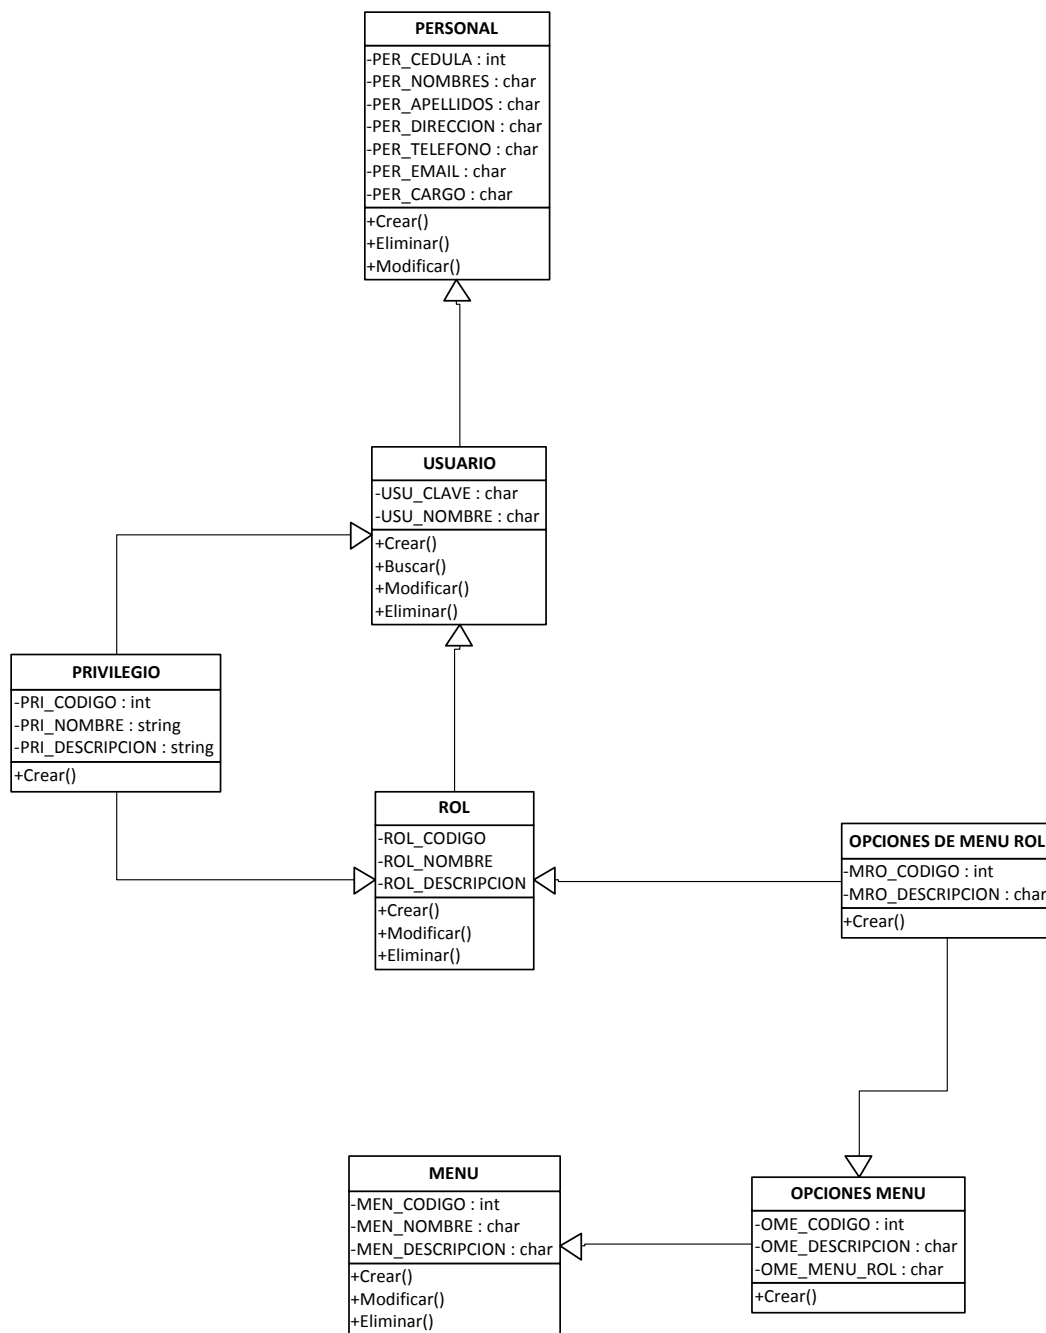 PERSONAL
-PER_CEDULA : int
-PER_NOMBRES : char
-PER_APELLIDOS : char
-PER_DIRECCION : char
-PER_TELEFONO : char
-PER_EMAIL : char
-PER_CARGO : char
+Crear()
+Eliminar()
+Modificar()
USUARIO
-USU_CLAVE : char
-USU_NOMBRE : char
+Crear()
+Buscar()
+Modificar()
+Eliminar()
PRIVILEGIO
-PRI_CODIGO : int
-PRI_NOMBRE : string
-PRI_DESCRIPCION : string
+Crear()
ROL
-ROL_CODIGO
-ROL_NOMBRE
-ROL_DESCRIPCION
+Crear()
+Modificar()
+Eliminar()
OPCIONES DE MENU ROL
-MRO_CODIGO : int
-MRO_DESCRIPCION : char
+Crear()
MENU
-MEN_CODIGO : int
-MEN_NOMBRE : char
-MEN_DESCRIPCION : char
+Crear()
+Modificar()
+Eliminar()
OPCIONES MENU
-OME_CODIGO : int
-OME_DESCRIPCION : char
-OME_MENU_ROL : char
+Crear()